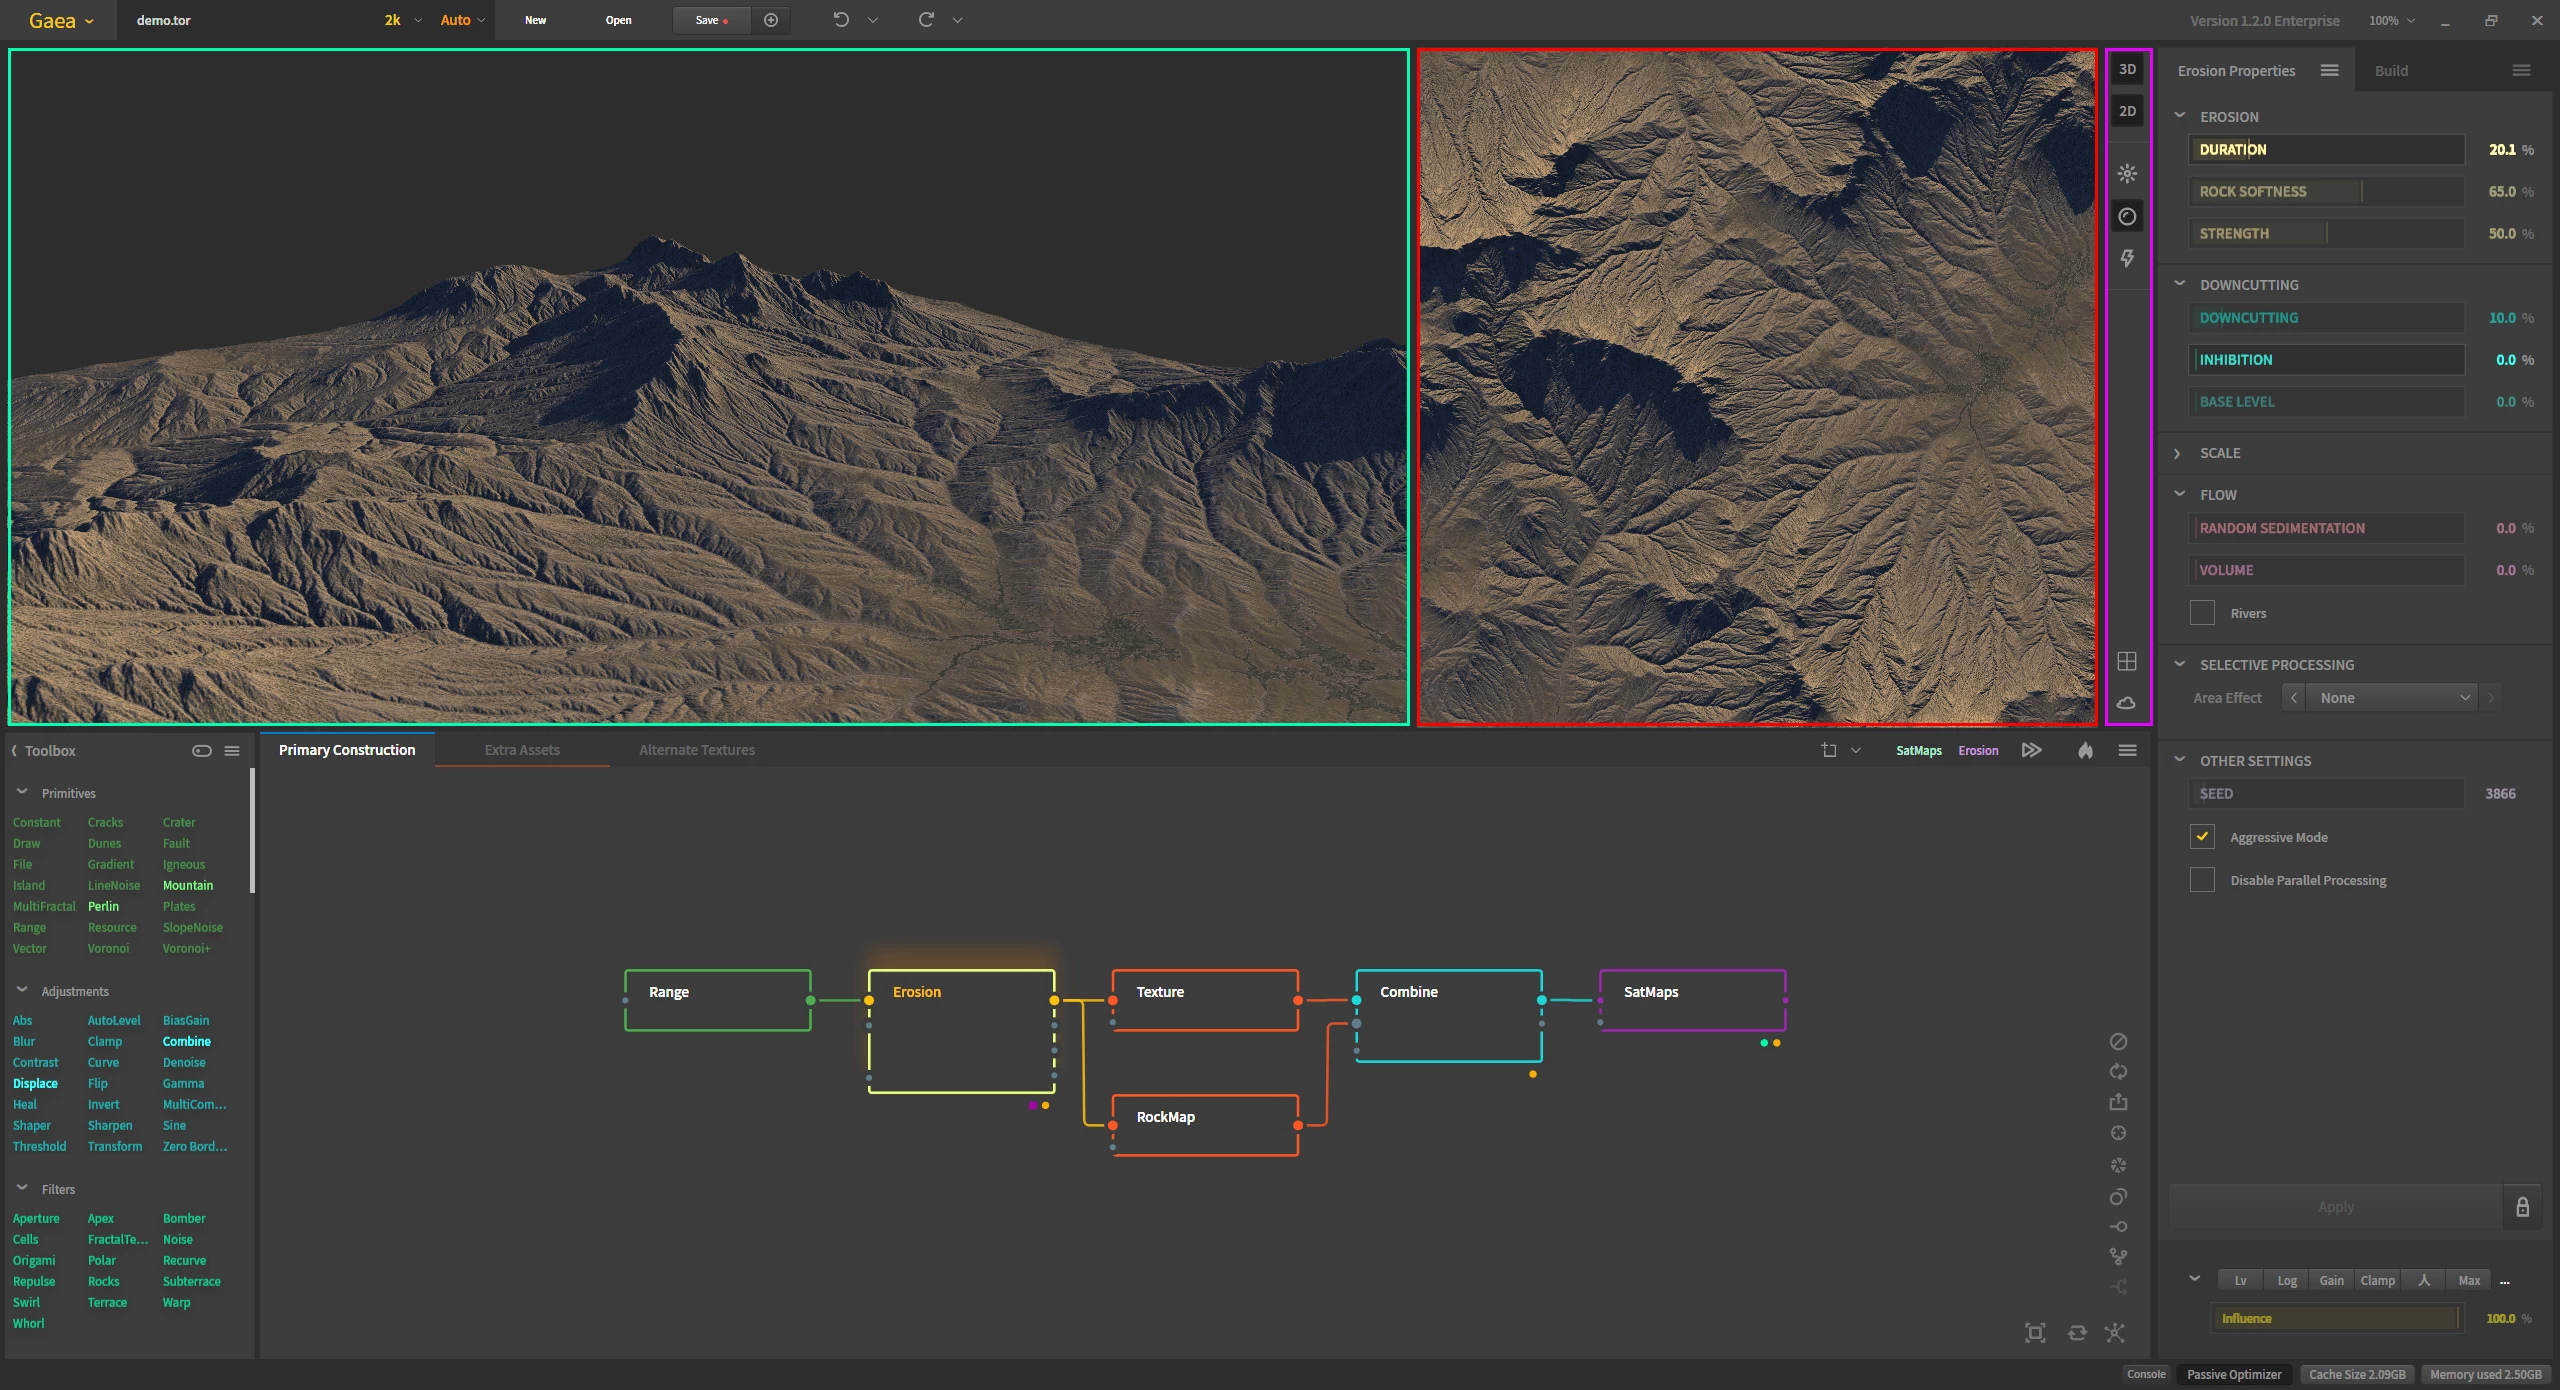 Gaea demo.tor 2k Auto New Open Save Version 1.2.0 Enterprise 100%
3D
2D
Erosion Properties Build
EROSION
DURATION 20.1 %
ROCK SOFTNESS 65.0 %
STRENGTH 50.0 %
DOWNCUTTING
DOWNCUTTING 10.0 %
INHIBITION 0.0 %
BASE LEVEL 0.0 %
SCALE
FLOW
RANDOM SEDIMENTATION 0.0 %
VOLUME 0.0 %
Rivers
SELECTIVE PROCESSING
Area Effect None
OTHER SETTINGS
SEED 3866
Aggressive Mode
Disable Parallel Processing
Apply
Lv Log Gain Clamp Max ...
Influence 100.0 %
Toolbox
Primitives
Constant Cracks Crater
Draw Dunes Fault
File Gradient Igneous
Island LineNoise Mountain
MultiFractal Perlin Plates
Range Resource SlopeNoise
Vector Voronoi Voronoi+
Adjustments
Abs AutoLevel BiasGain
Blur Clamp Combine
Contrast Curve Denoise
Displace Flip Gamma
Heal Invert MultiCom...
Shaper Sharpen Sine
Threshold Transform Zero Bord...
Filters
Aperture Apex Bomber
Cells FractalTe... Noise
Origami Polar Recurve
Repulse Rocks Subterrace
Swirl Terrace Warp
Whorl
Primary Construction Extra Assets Alternate Textures SatMaps Erosion
Range Erosion Texture Combine SatMaps
RockMap
Console Passive Optimizer Cache Size 2.09GB Memory used 2.50GB